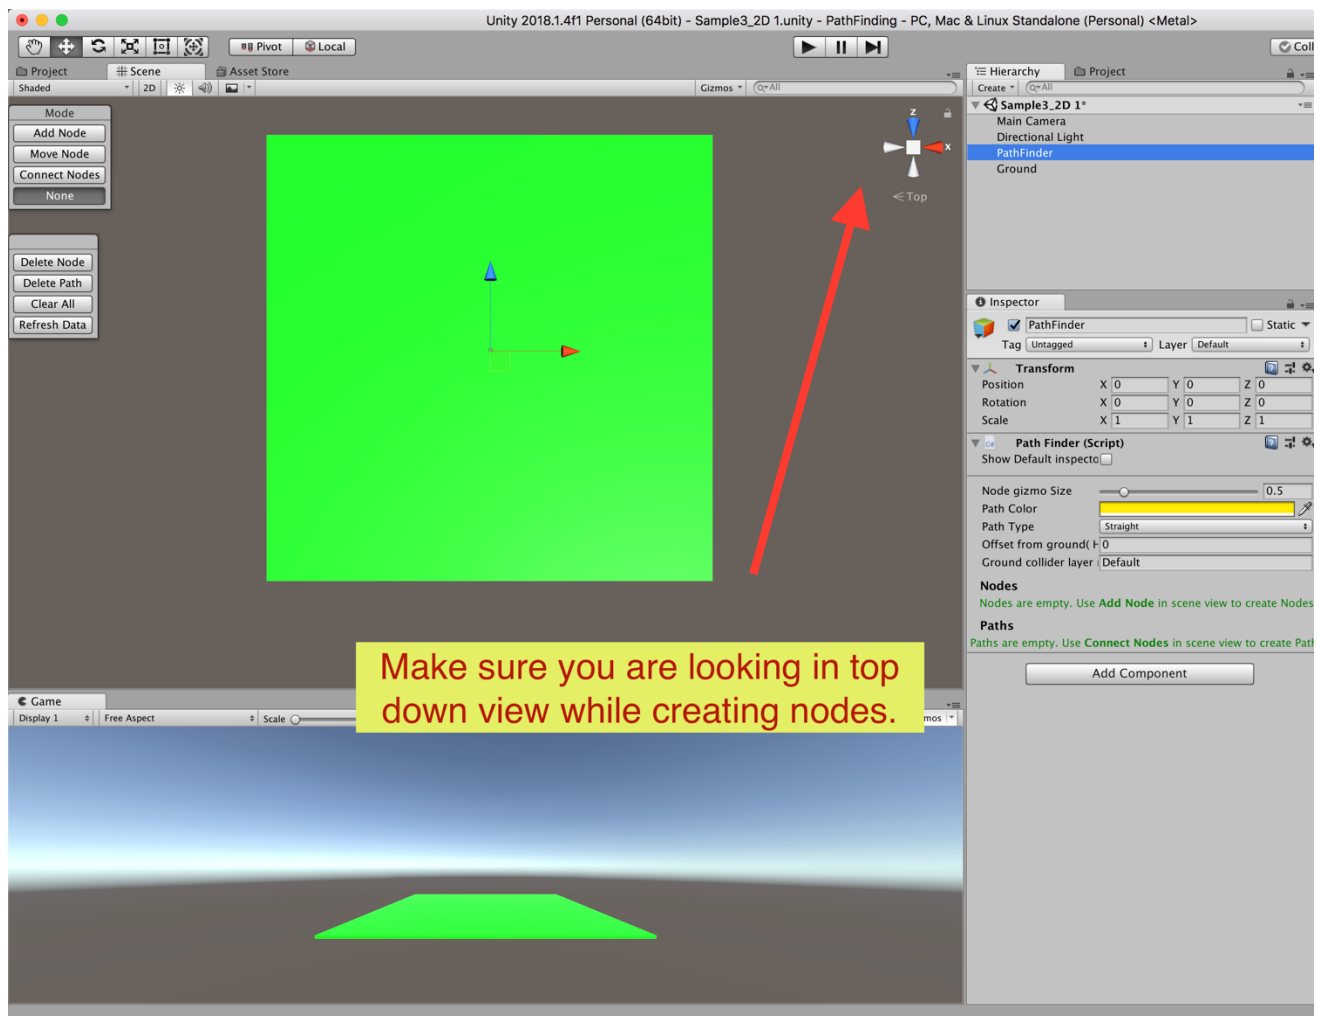 Unity 2018.1.4f1 Personal (64bit) - Sample3_2D 1.unity - PathFinding - PC, Mac & Linux Standalone (Personal) <Metal>
Pivot Local Coll
Project Scene Asset Store
Shaded 2D Gizmos All
Mode
Add Node
Move Node
Connect Nodes
None
Delete Node
Delete Path
Clear All
Refresh Data
z
x
Top
Hierarchy Project
Create All
Sample3_2D 1*
Main Camera
Directional Light
PathFinder
Ground
Inspector
PathFinder Static
Tag Untagged Layer Default
Transform
Position X 0 Y 0 Z 0
Rotation X 0 Y 0 Z 0
Scale X 1 Y 1 Z 1
C# Path Finder (Script)
Show Default inspecto
Node gizmo Size 0.5
Path Color
Path Type Straight
Offset from ground( H 0
Ground collider layer Default
Nodes
Nodes are empty. Use Add Node in scene view to create Nodes
Paths
Paths are empty. Use Connect Nodes in scene view to create Path
Add Component
Make sure you are looking in top
down view while creating nodes.
Game
Display 1 Free Aspect Scale mos